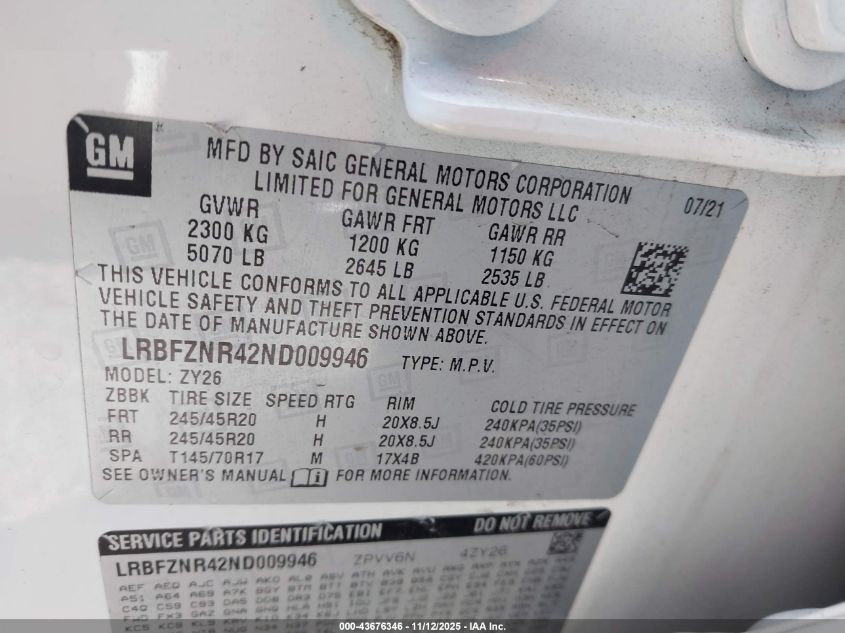 GM
MFD BY SAIC GENERAL MOTORS CORPORATION
LIMITED FOR GENERAL MOTORS LLC
07/21
GVWR GAWR FRT GAWR RR
2300 KG 1200 KG 1150 KG
5070 LB 2645 LB 2535 LB
THIS VEHICLE CONFORMS TO ALL APPLICABLE U.S. FEDERAL MOTOR
VEHICLE SAFETY AND THEFT PREVENTION STANDARDS IN EFFECT ON
THE DATE OF MANUFACTURE SHOWN ABOVE.
LRBFZNR42ND009946 TYPE: M.P.V.
MODEL: ZY26
ZBBK TIRE SIZE SPEED RTG RIM COLD TIRE PRESSURE
FRT 245/45R20 H 20X8.5J 240KPA(35PSI)
RR 245/45R20 H 20X8.5J 240KPA(35PSI)
SPA T145/70R17 M 17X4B 420KPA(60PSI)
SEE OWNER'S MANUAL FOR MORE INFORMATION.
SERVICE PARTS IDENTIFICATION DO NOT REMOVE
LRBFZNR42ND009946 ZPVV6N 4ZY26
000-43676346 - 11/12/2025 - IAA Inc.